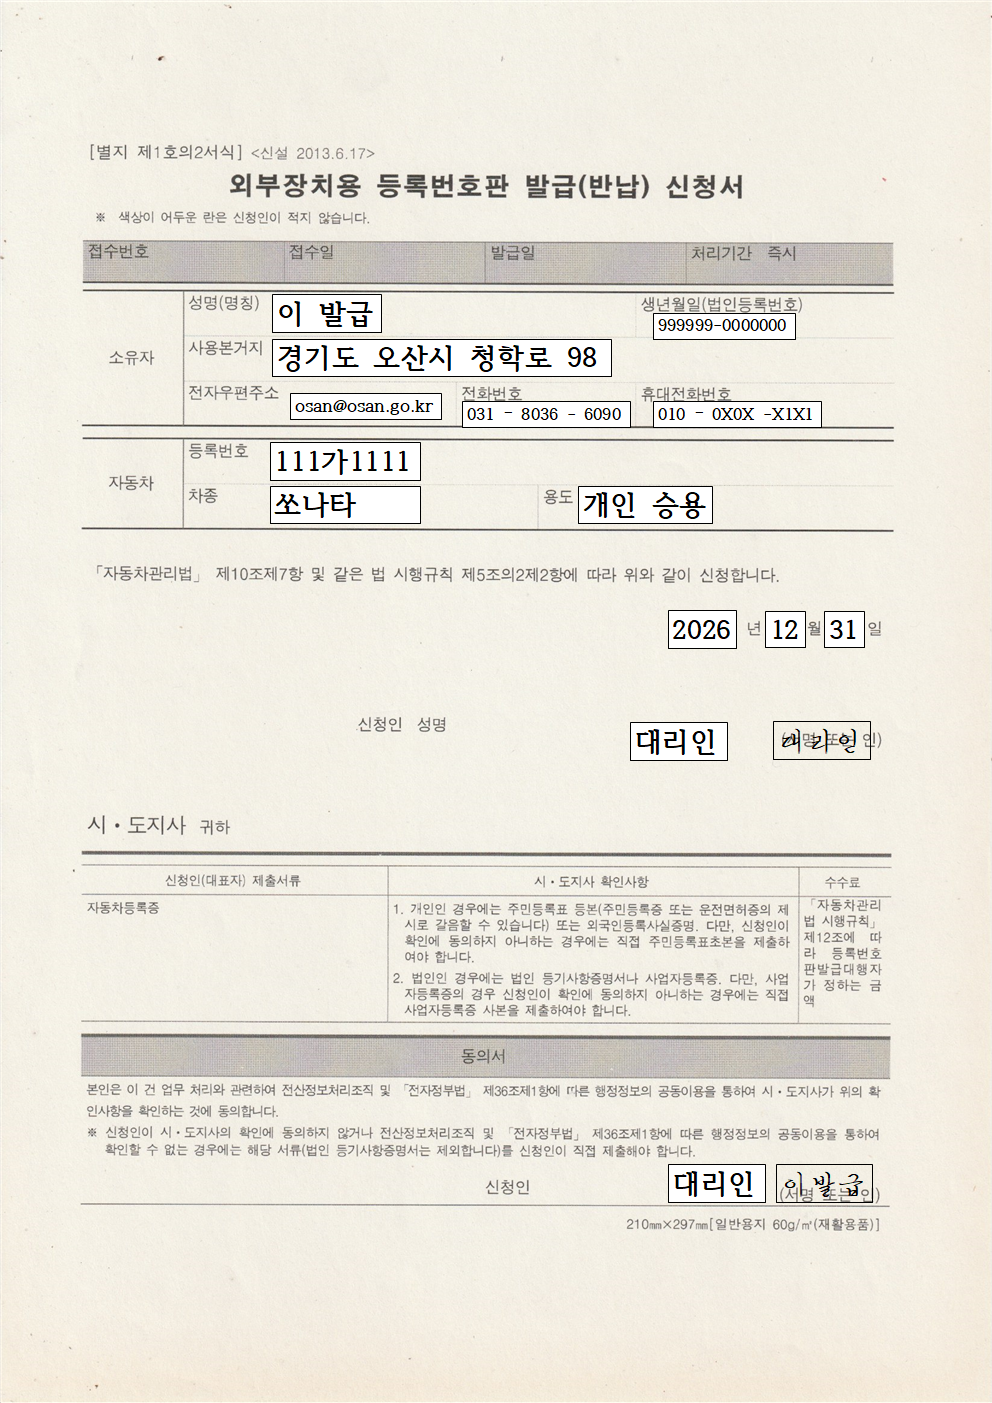 [별지 제1호의2서식] <신설 2013.6.17>
외부장치용 등록번호판 발급(반납) 신청서
※ 색상이 어두운 란은 신청인이 적지 않습니다.
접수번호 접수일 발급일 처리기간 즉시
소유자
성명(명칭) 이 발급 생년월일(법인등록번호) 999999-0000000
사용본거지 경기도 오산시 청학로 98
전자우편주소 osan@osan.go.kr 전화번호 031 - 8036 - 6090 휴대전화번호 010 - 0X0X -X1X1
자동차
등록번호 111가1111
차종 쏘나타 용도 개인 승용
「자동차관리법」 제10조제7항 및 같은 법 시행규칙 제5조의2제2항에 따라 위와 같이 신청합니다.
2026 년 12 월 31 일
신청인 성명 대리인 대리인 (서명 또는 인)
시·도지사 귀하
신청인(대표자) 제출서류 시·도지사 확인사항 수수료
자동차등록증
1. 개인인 경우에는 주민등록표 등본(주민등록증 또는 운전면허증의 제
시로 갈음할 수 있습니다) 또는 외국인등록사실증명. 다만, 신청인이
확인에 동의하지 아니하는 경우에는 직접 주민등록표초본을 제출하
여야 합니다.
2. 법인인 경우에는 법인 등기사항증명서나 사업자등록증. 다만, 사업
자등록증의 경우 신청인이 확인에 동의하지 아니하는 경우에는 직접
사업자등록증 사본을 제출하여야 합니다.
「자동차관리
법 시행규칙」
제12조에 따
라 등록번호
판발급대행자
가 정하는 금
액
동의서
본인은 이 건 업무 처리와 관련하여 전산정보처리조직 및 「전자정부법」 제36조제1항에 따른 행정정보의 공동이용을 통하여 시·도지사가 위의 확
인사항을 확인하는 것에 동의합니다.
※ 신청인이 시·도지사의 확인에 동의하지 않거나 전산정보처리조직 및 「전자정부법」 제36조제1항에 따른 행정정보의 공동이용을 통하여
확인할 수 없는 경우에는 해당 서류(법인 등기사항증명서는 제외합니다)를 신청인이 직접 제출해야 합니다.
신청인 대리인 이발급 (서명 또는 인)
210㎜×297㎜[일반용지 60g/㎡(재활용품)]